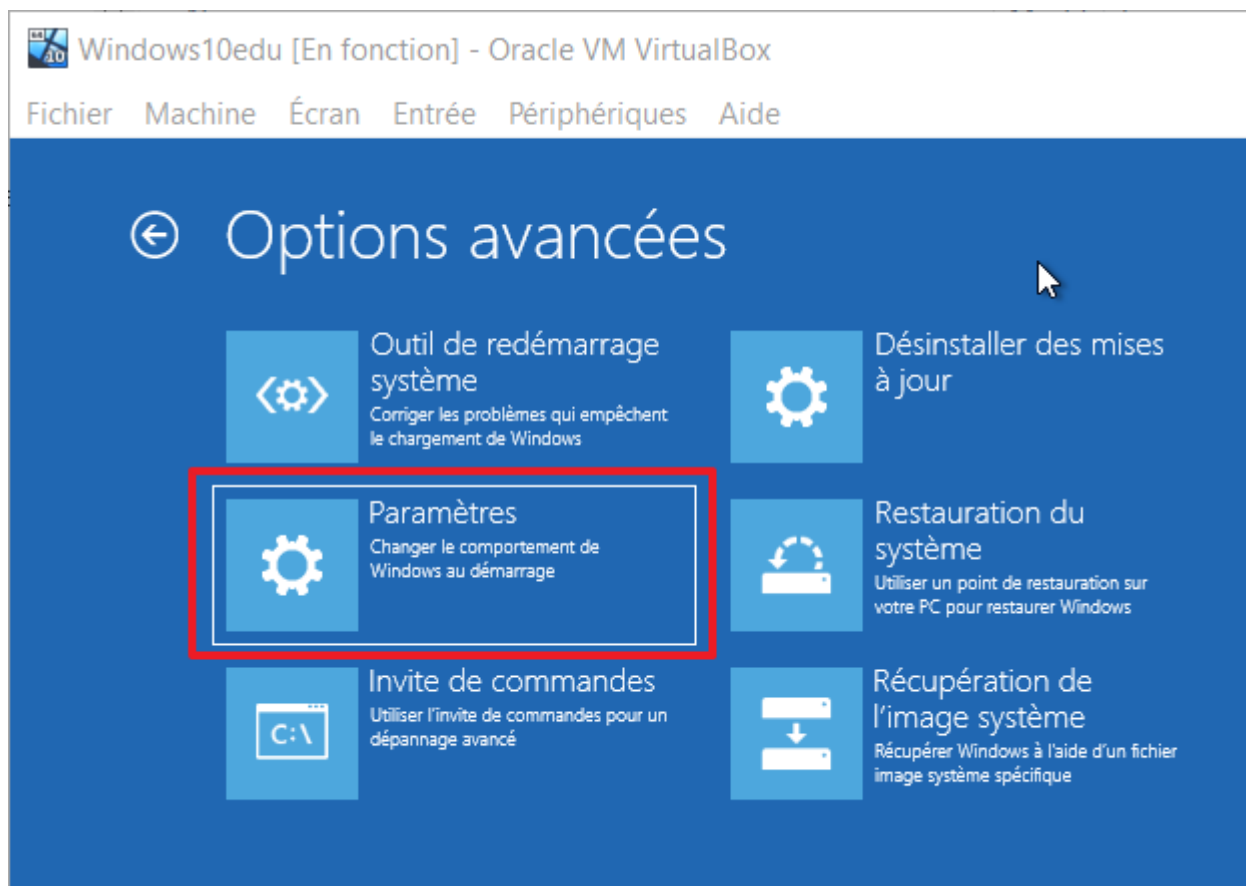 Windows10edu [En fonction] - Oracle VM VirtualBox
Fichier Machine Écran Entrée Périphériques Aide
Options avancées
Outil de redémarrage
système
Corriger les problèmes qui empêchent
le chargement de Windows
Désinstaller des mises
à jour
Paramètres
Changer le comportement de
Windows au démarrage
Restauration du
système
Utiliser un point de restauration sur
votre PC pour restaurer Windows
Invite de commandes
Utiliser l'invite de commandes pour un
dépannage avancé
C:\
Récupération de
l'image système
Récupérer Windows à l'aide d'un fichier
image système spécifique